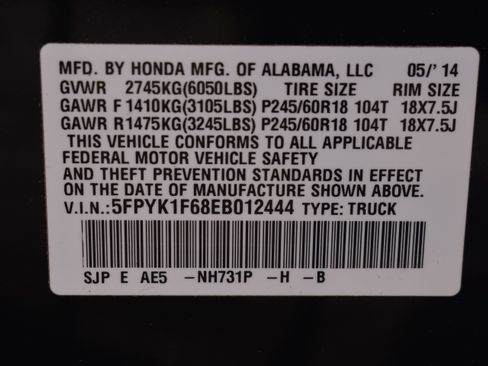 MFD. BY HONDA MFG. OF ALABAMA, LLC 05/' 14
GVWR 2745KG(6050LBS) TIRE SIZE RIM SIZE
GAWR F 1410KG(3105LBS) P245/60R18 104T 18X7.5J
GAWR R1475KG(3245LBS) P245/60R18 104T 18X7.5J
THIS VEHICLE CONFORMS TO ALL APPLICABLE
FEDERAL MOTOR VEHICLE SAFETY
AND THEFT PREVENTION STANDARDS IN EFFECT
ON THE DATE OF MANUFACTURE SHOWN ABOVE.
V.I.N.:5FPYK1F68EB012444 TYPE: TRUCK
SJP E AE5 -NH731P -H -B